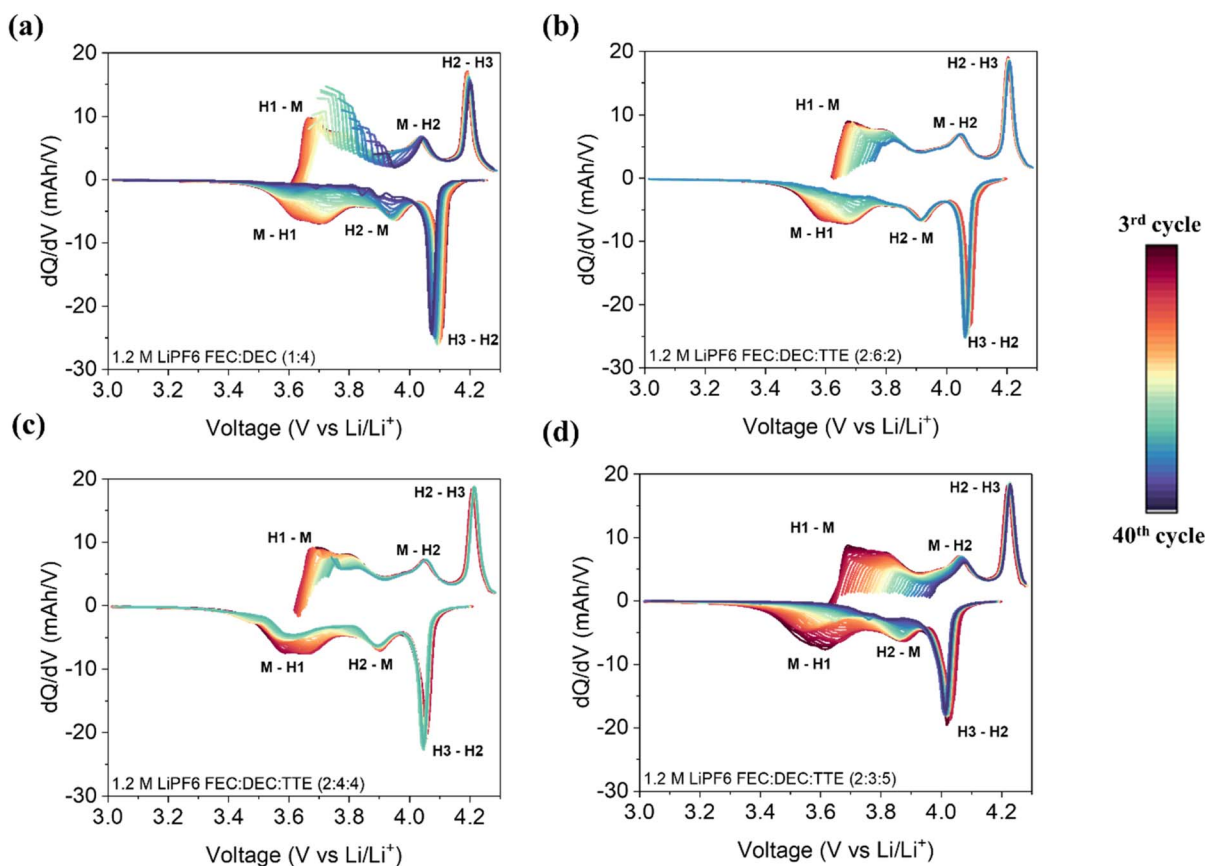 (a)
20
10
0
-10
-20
-30
dQ/dV (mAh/V)
H1 - M
M - H2
H2 - H3
M - H1
H2 - M
H3 - H2
1.2 M LiPF6 FEC:DEC (1:4)
3.0 3.2 3.4 3.6 3.8 4.0 4.2
Voltage (V vs Li/Li⁺)
(b)
20
10
0
-10
-20
-30
dQ/dV (mAh/V)
H1 - M
M - H2
H2 - H3
M - H1
H2 - M
H3 - H2
1.2 M LiPF6 FEC:DEC:TTE (2:6:2)
3.0 3.2 3.4 3.6 3.8 4.0 4.2
Voltage (V vs Li/Li⁺)
3ʳᵈ cycle
40ᵗʰ cycle
(c)
20
10
0
-10
-20
-30
dQ/dV (mAh/V)
H1 - M
M - H2
H2 - H3
M - H1
H2 - M
H3 - H2
1.2 M LiPF6 FEC:DEC:TTE (2:4:4)
3.0 3.2 3.4 3.6 3.8 4.0 4.2
Voltage (V vs Li/Li⁺)
(d)
20
10
0
-10
-20
-30
dQ/dV (mAh/V)
H1 - M
M - H2
H2 - H3
M - H1
H2 - M
H3 - H2
1.2 M LiPF6 FEC:DEC:TTE (2:3:5)
3.0 3.2 3.4 3.6 3.8 4.0 4.2
Voltage (V vs Li/Li⁺)